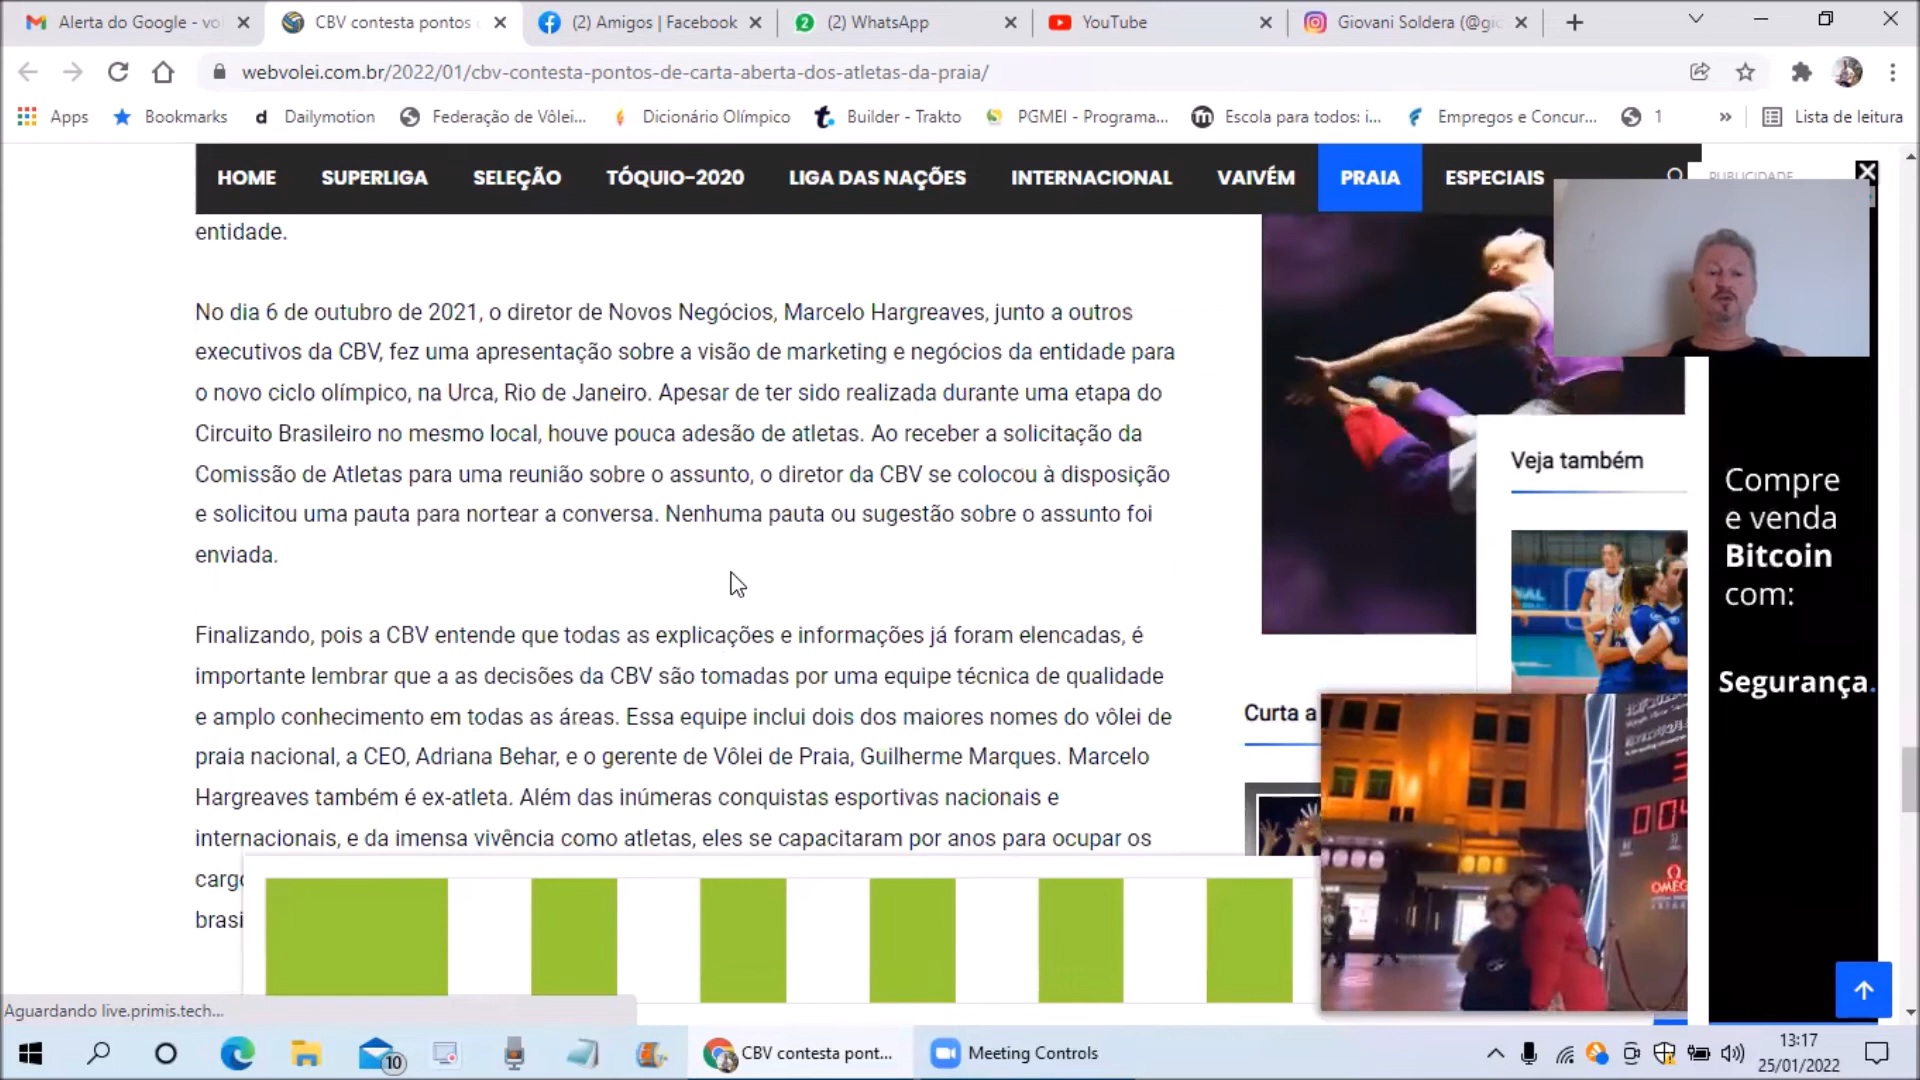 Alerta do Google - vo
CBV contesta pontos
(2) Amigos | Facebook
(2) WhatsApp
YouTube
Giovani Soldera (@gio
webvolei.com.br/2022/01/cbv-contesta-pontos-de-carta-aberta-dos-atletas-da-praia/
Apps
Bookmarks
Dailymotion
Federação de Vôlei...
Dicionário Olímpico
Builder - Trakto
PGMEI - Programa...
Escola para todos: i...
Empregos e Concur...
1
»
Lista de leitura
HOME SUPERLIGA SELEÇÃO TÓQUIO-2020 LIGA DAS NAÇÕES INTERNACIONAL VAIVÉM PRAIA ESPECIAIS
PUBLICIDADE
entidade.
No dia 6 de outubro de 2021, o diretor de Novos Negócios, Marcelo Hargreaves, junto a outros
executivos da CBV, fez uma apresentação sobre a visão de marketing e negócios da entidade para
o novo ciclo olímpico, na Urca, Rio de Janeiro. Apesar de ter sido realizada durante uma etapa do
Circuito Brasileiro no mesmo local, houve pouca adesão de atletas. Ao receber a solicitação da
Comissão de Atletas para uma reunião sobre o assunto, o diretor da CBV se colocou à disposição
e solicitou uma pauta para nortear a conversa. Nenhuma pauta ou sugestão sobre o assunto foi
enviada.
Finalizando, pois a CBV entende que todas as explicações e informações já foram elencadas, é
importante lembrar que a as decisões da CBV são tomadas por uma equipe técnica de qualidade
e amplo conhecimento em todas as áreas. Essa equipe inclui dois dos maiores nomes do vôlei de
praia nacional, a CEO, Adriana Behar, e o gerente de Vôlei de Praia, Guilherme Marques. Marcelo
Hargreaves também é ex-atleta. Além das inúmeras conquistas esportivas nacionais e
internacionais, e da imensa vivência como atletas, eles se capacitaram por anos para ocupar os
cargo
brasi
Veja também
Curta a
Compre
e venda
Bitcoin
com:
Segurança.
OMEG
Aguardando live.primis.tech...
10
CBV contesta pont...
Meeting Controls
13:17
25/01/2022